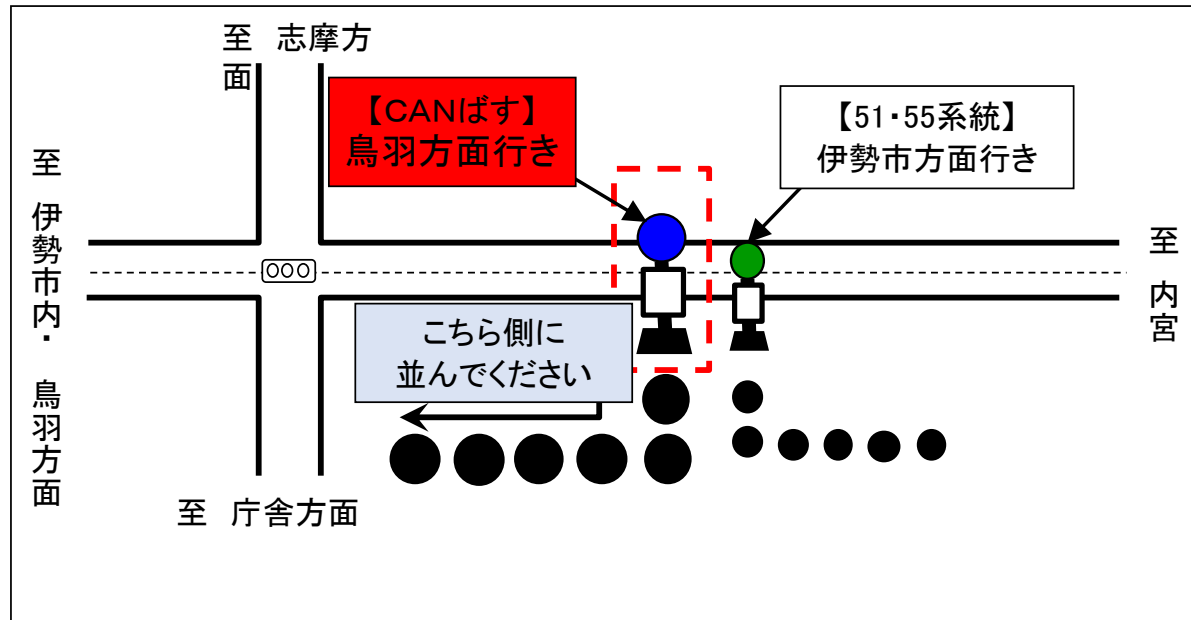 至　志摩方
面
【CANばす】
鳥羽方面行き
【51・55系統】
伊勢市方面行き
至　伊勢市内・　鳥羽方面
至　内宮
こちら側に
並んでください
至　庁舎方面